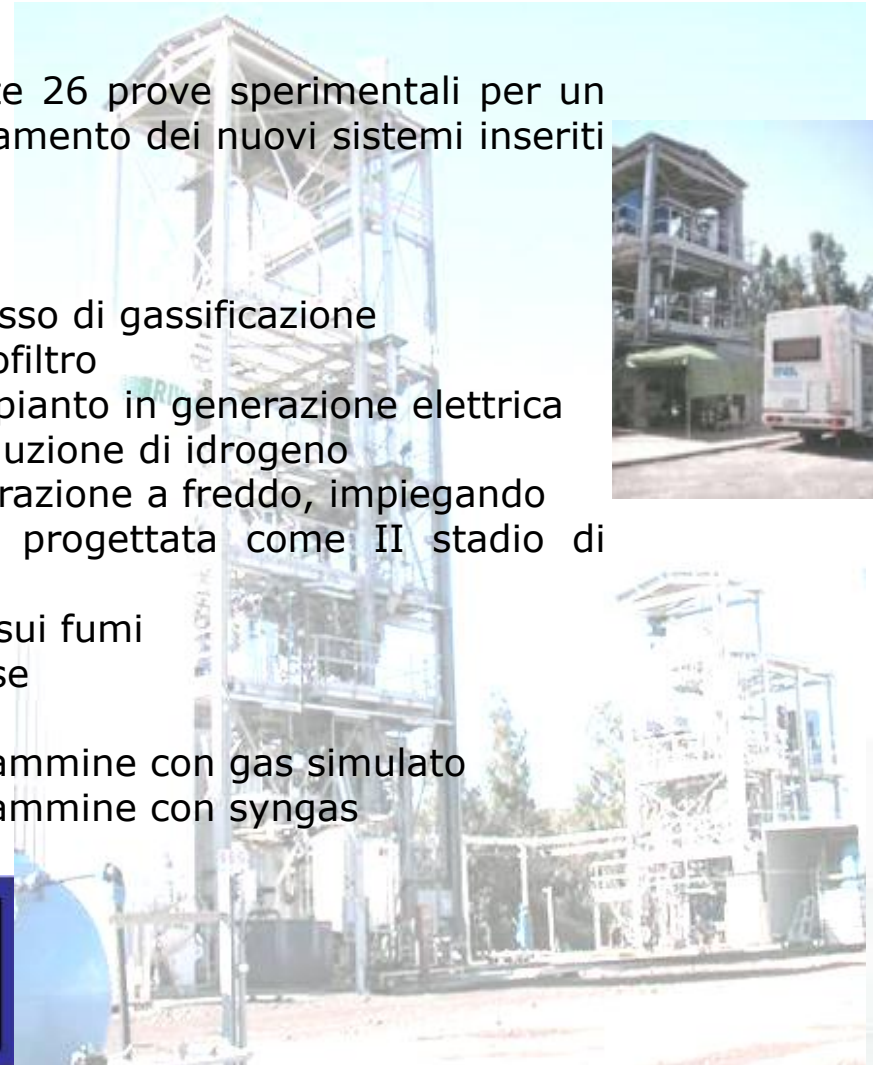 te 26 prove sperimentali per un
amento dei nuovi sistemi inseriti
sso di gassificazione
ofiltro
pianto in generazione elettrica
uzione di idrogeno
razione a freddo, impiegando
progettata come II stadio di
sui fumi
se
ammine con gas simulato
ammine con syngas